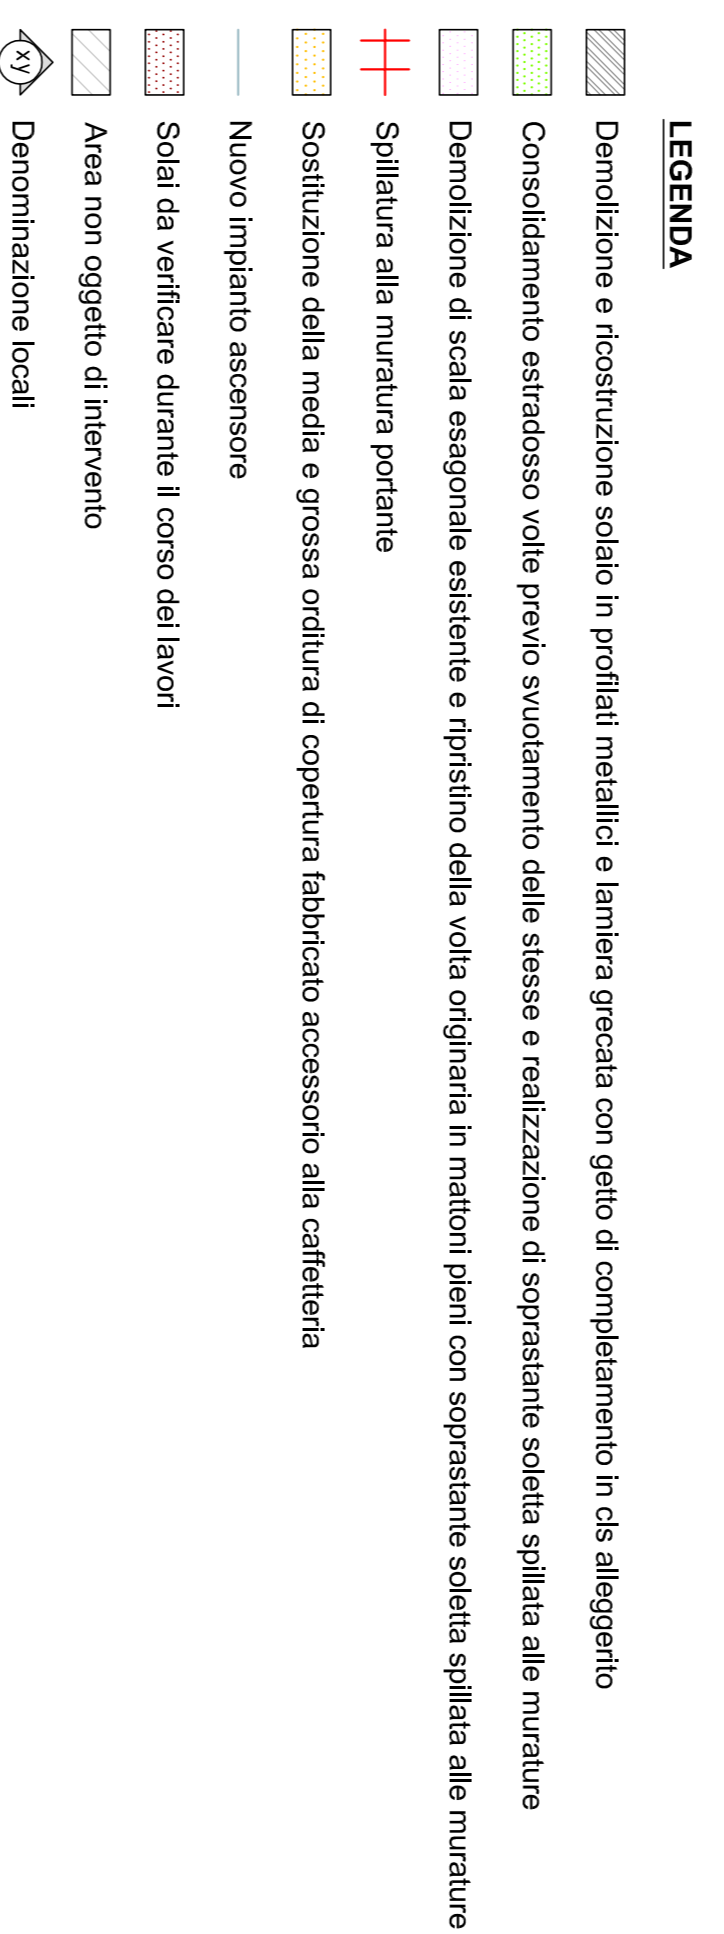 LEGENDA
Demolizione e ricostruzione solaio in profilati metallici e lamiera grecata con getto di completamento in cls alleggerito
Consolidamento estradosso volte previo svuotamento delle stesse e realizzazione di soprastante soletta spillata alle murature
Demolizione di scala esagonale esistente e ripristino della volta originaria in mattoni pieni con soprastante soletta spillata alle murature
Spillatura alla muratura portante
Sostituzione della media e grossa orditura di copertura fabbricato accessorio alla caffetteria
Nuovo impianto ascensore
Solai da verificare durante il corso dei lavori
Area non oggetto di intervento
xy Denominazione locali